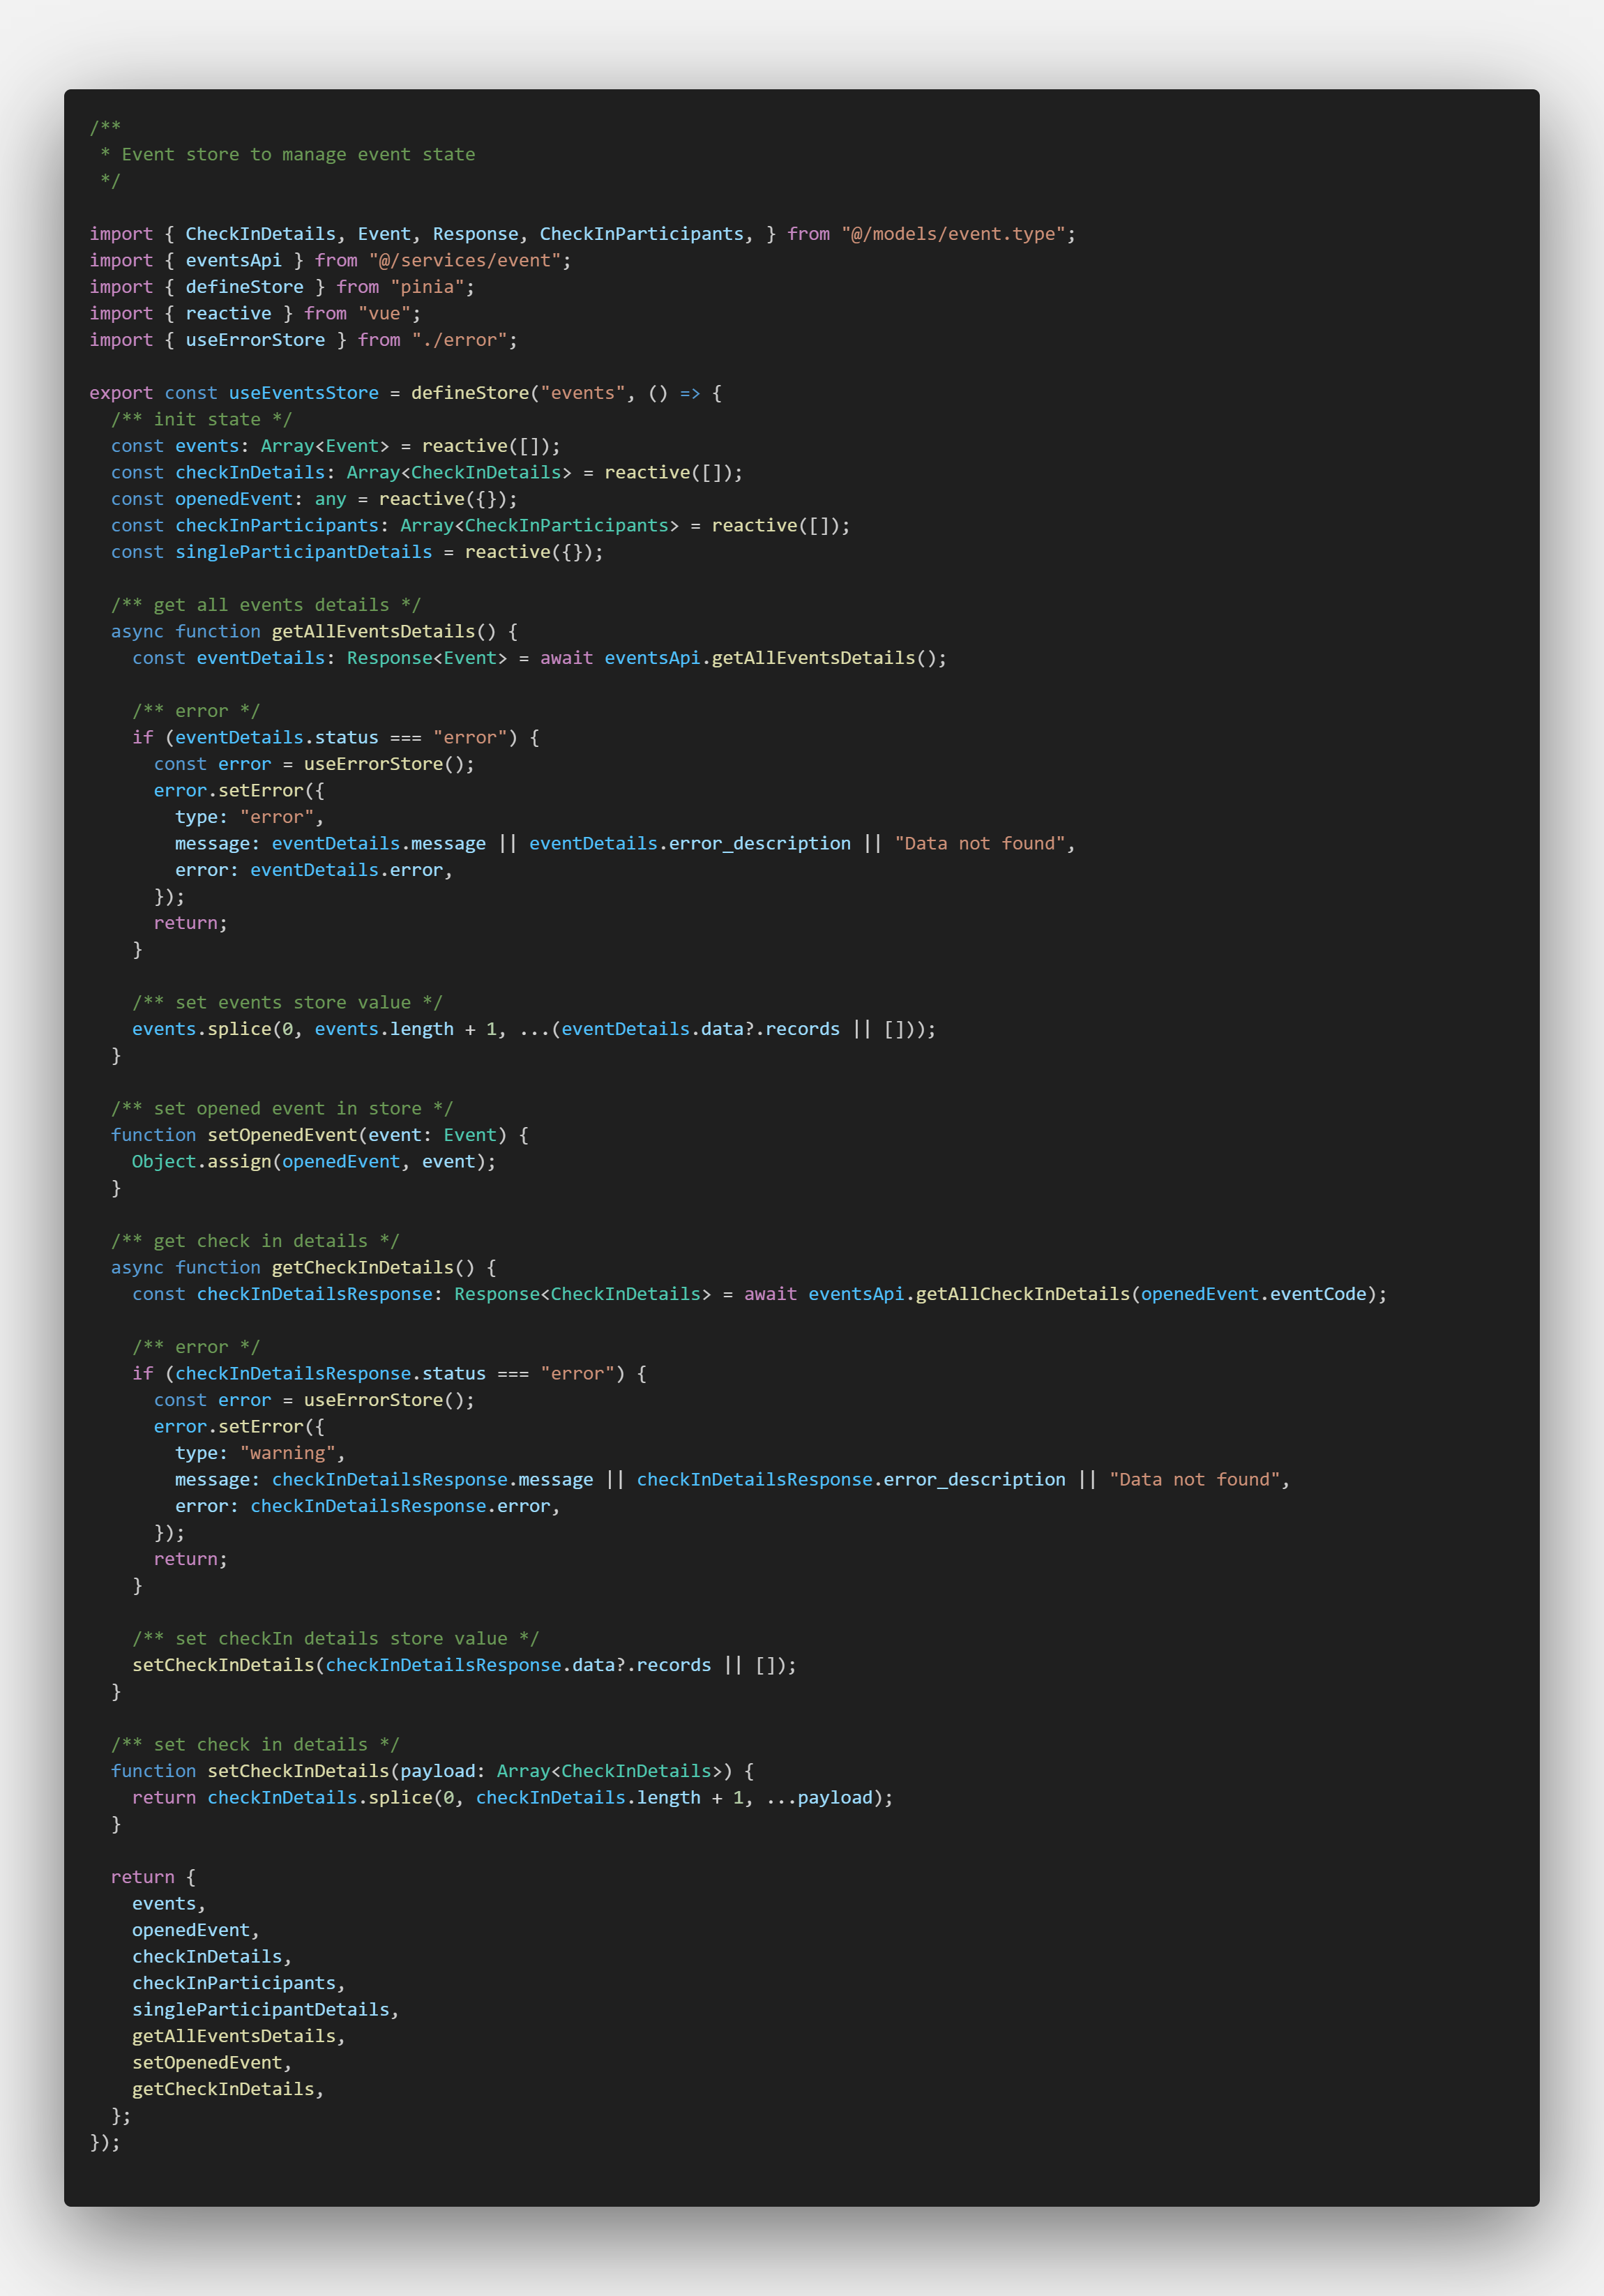 /**
 * Event store to manage event state
 */

import { CheckInDetails, Event, Response, CheckInParticipants, } from "@/models/event.type";
import { eventsApi } from "@/services/event";
import { defineStore } from "pinia";
import { reactive } from "vue";
import { useErrorStore } from "./error";

export const useEventsStore = defineStore("events", () => {
  /** init state */
  const events: Array<Event> = reactive([]);
  const checkInDetails: Array<CheckInDetails> = reactive([]);
  const openedEvent: any = reactive({});
  const checkInParticipants: Array<CheckInParticipants> = reactive([]);
  const singleParticipantDetails = reactive({});

  /** get all events details */
  async function getAllEventsDetails() {
    const eventDetails: Response<Event> = await eventsApi.getAllEventsDetails();

    /** error */
    if (eventDetails.status === "error") {
      const error = useErrorStore();
      error.setError({
        type: "error",
        message: eventDetails.message || eventDetails.error_description || "Data not found",
        error: eventDetails.error,
      });
      return;
    }

    /** set events store value */
    events.splice(0, events.length + 1, ...(eventDetails.data?.records || []));
  }

  /** set opened event in store */
  function setOpenedEvent(event: Event) {
    Object.assign(openedEvent, event);
  }

  /** get check in details */
  async function getCheckInDetails() {
    const checkInDetailsResponse: Response<CheckInDetails> = await eventsApi.getAllCheckInDetails(openedEvent.eventCode);

    /** error */
    if (checkInDetailsResponse.status === "error") {
      const error = useErrorStore();
      error.setError({
        type: "warning",
        message: checkInDetailsResponse.message || checkInDetailsResponse.error_description || "Data not found",
        error: checkInDetailsResponse.error,
      });
      return;
    }

    /** set checkIn details store value */
    setCheckInDetails(checkInDetailsResponse.data?.records || []);
  }

  /** set check in details */
  function setCheckInDetails(payload: Array<CheckInDetails>) {
    return checkInDetails.splice(0, checkInDetails.length + 1, ...payload);
  }

  return {
    events,
    openedEvent,
    checkInDetails,
    checkInParticipants,
    singleParticipantDetails,
    getAllEventsDetails,
    setOpenedEvent,
    getCheckInDetails,
  };
});